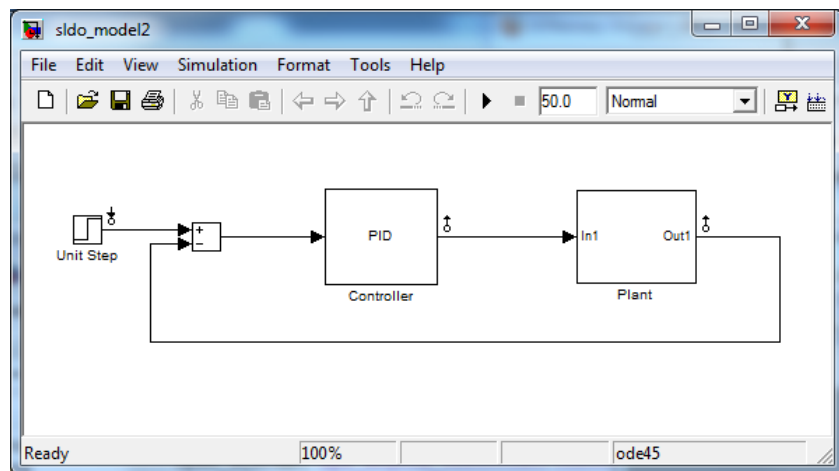 sldo_model2
File Edit View Simulation Format Tools Help
50.0 Normal
+
−
Unit Step
PID
Controller
In1 Out1
Plant
Ready 100% ode45